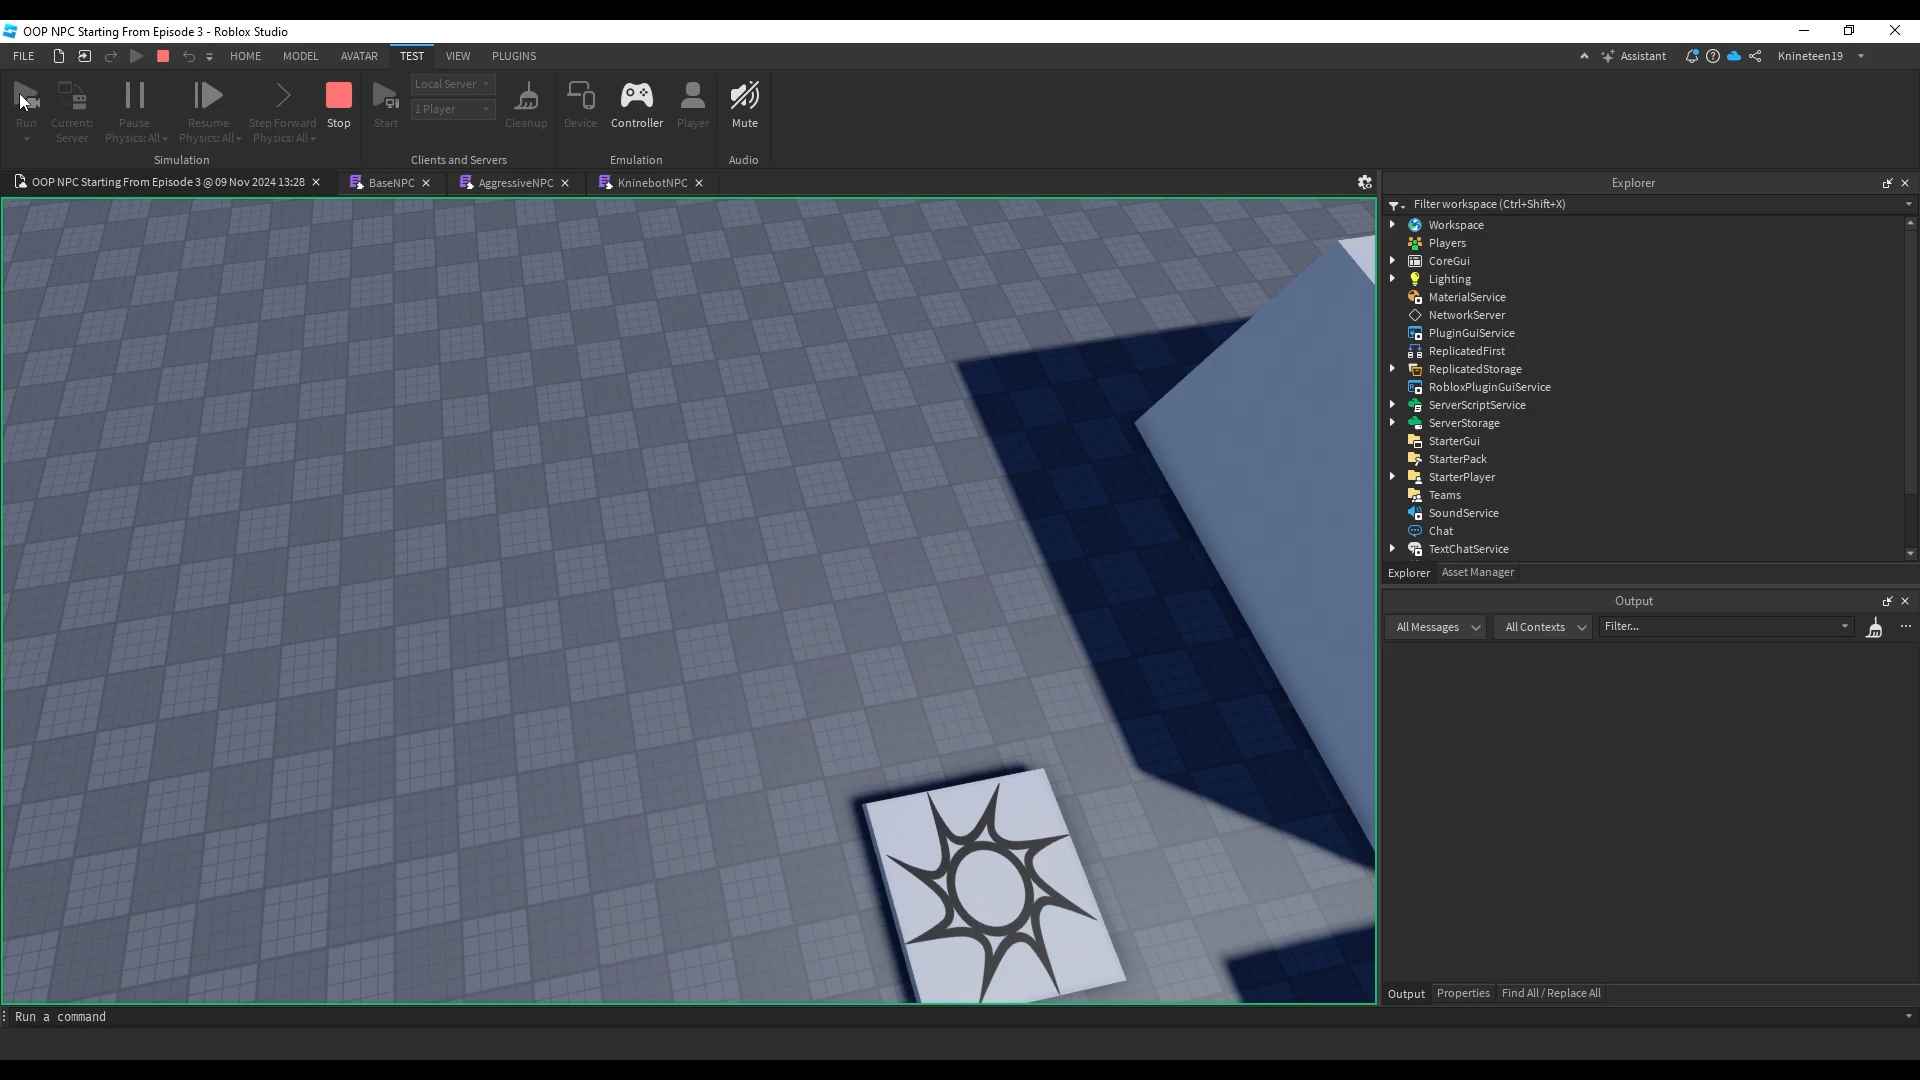 OOP NPC Starting From Episode 3 - Roblox Studio
FILE HOME MODEL AVATAR TEST VIEW PLUGINS Assistant Knineteen19
Run Current: Server Pause Physics: All Resume Physics: All Step Forward Physics: All Stop Start Local Server 1 Player Cleanup Device Controller Player Mute
Simulation Clients and Servers Emulation Audio
OOP NPC Starting From Episode 3 @ 09 Nov 2024 13:28 BaseNPC AggressiveNPC KninebotNPC
Explorer
Filter workspace (Ctrl+Shift+X)
Workspace
Players
CoreGui
Lighting
MaterialService
NetworkServer
PluginGuiService
ReplicatedFirst
ReplicatedStorage
RobloxPluginGuiService
ServerScriptService
ServerStorage
StarterGui
StarterPack
StarterPlayer
Teams
SoundService
Chat
TextChatService
Explorer Asset Manager
Output
All Messages All Contexts Filter...
Output Properties Find All / Replace All
Run a command